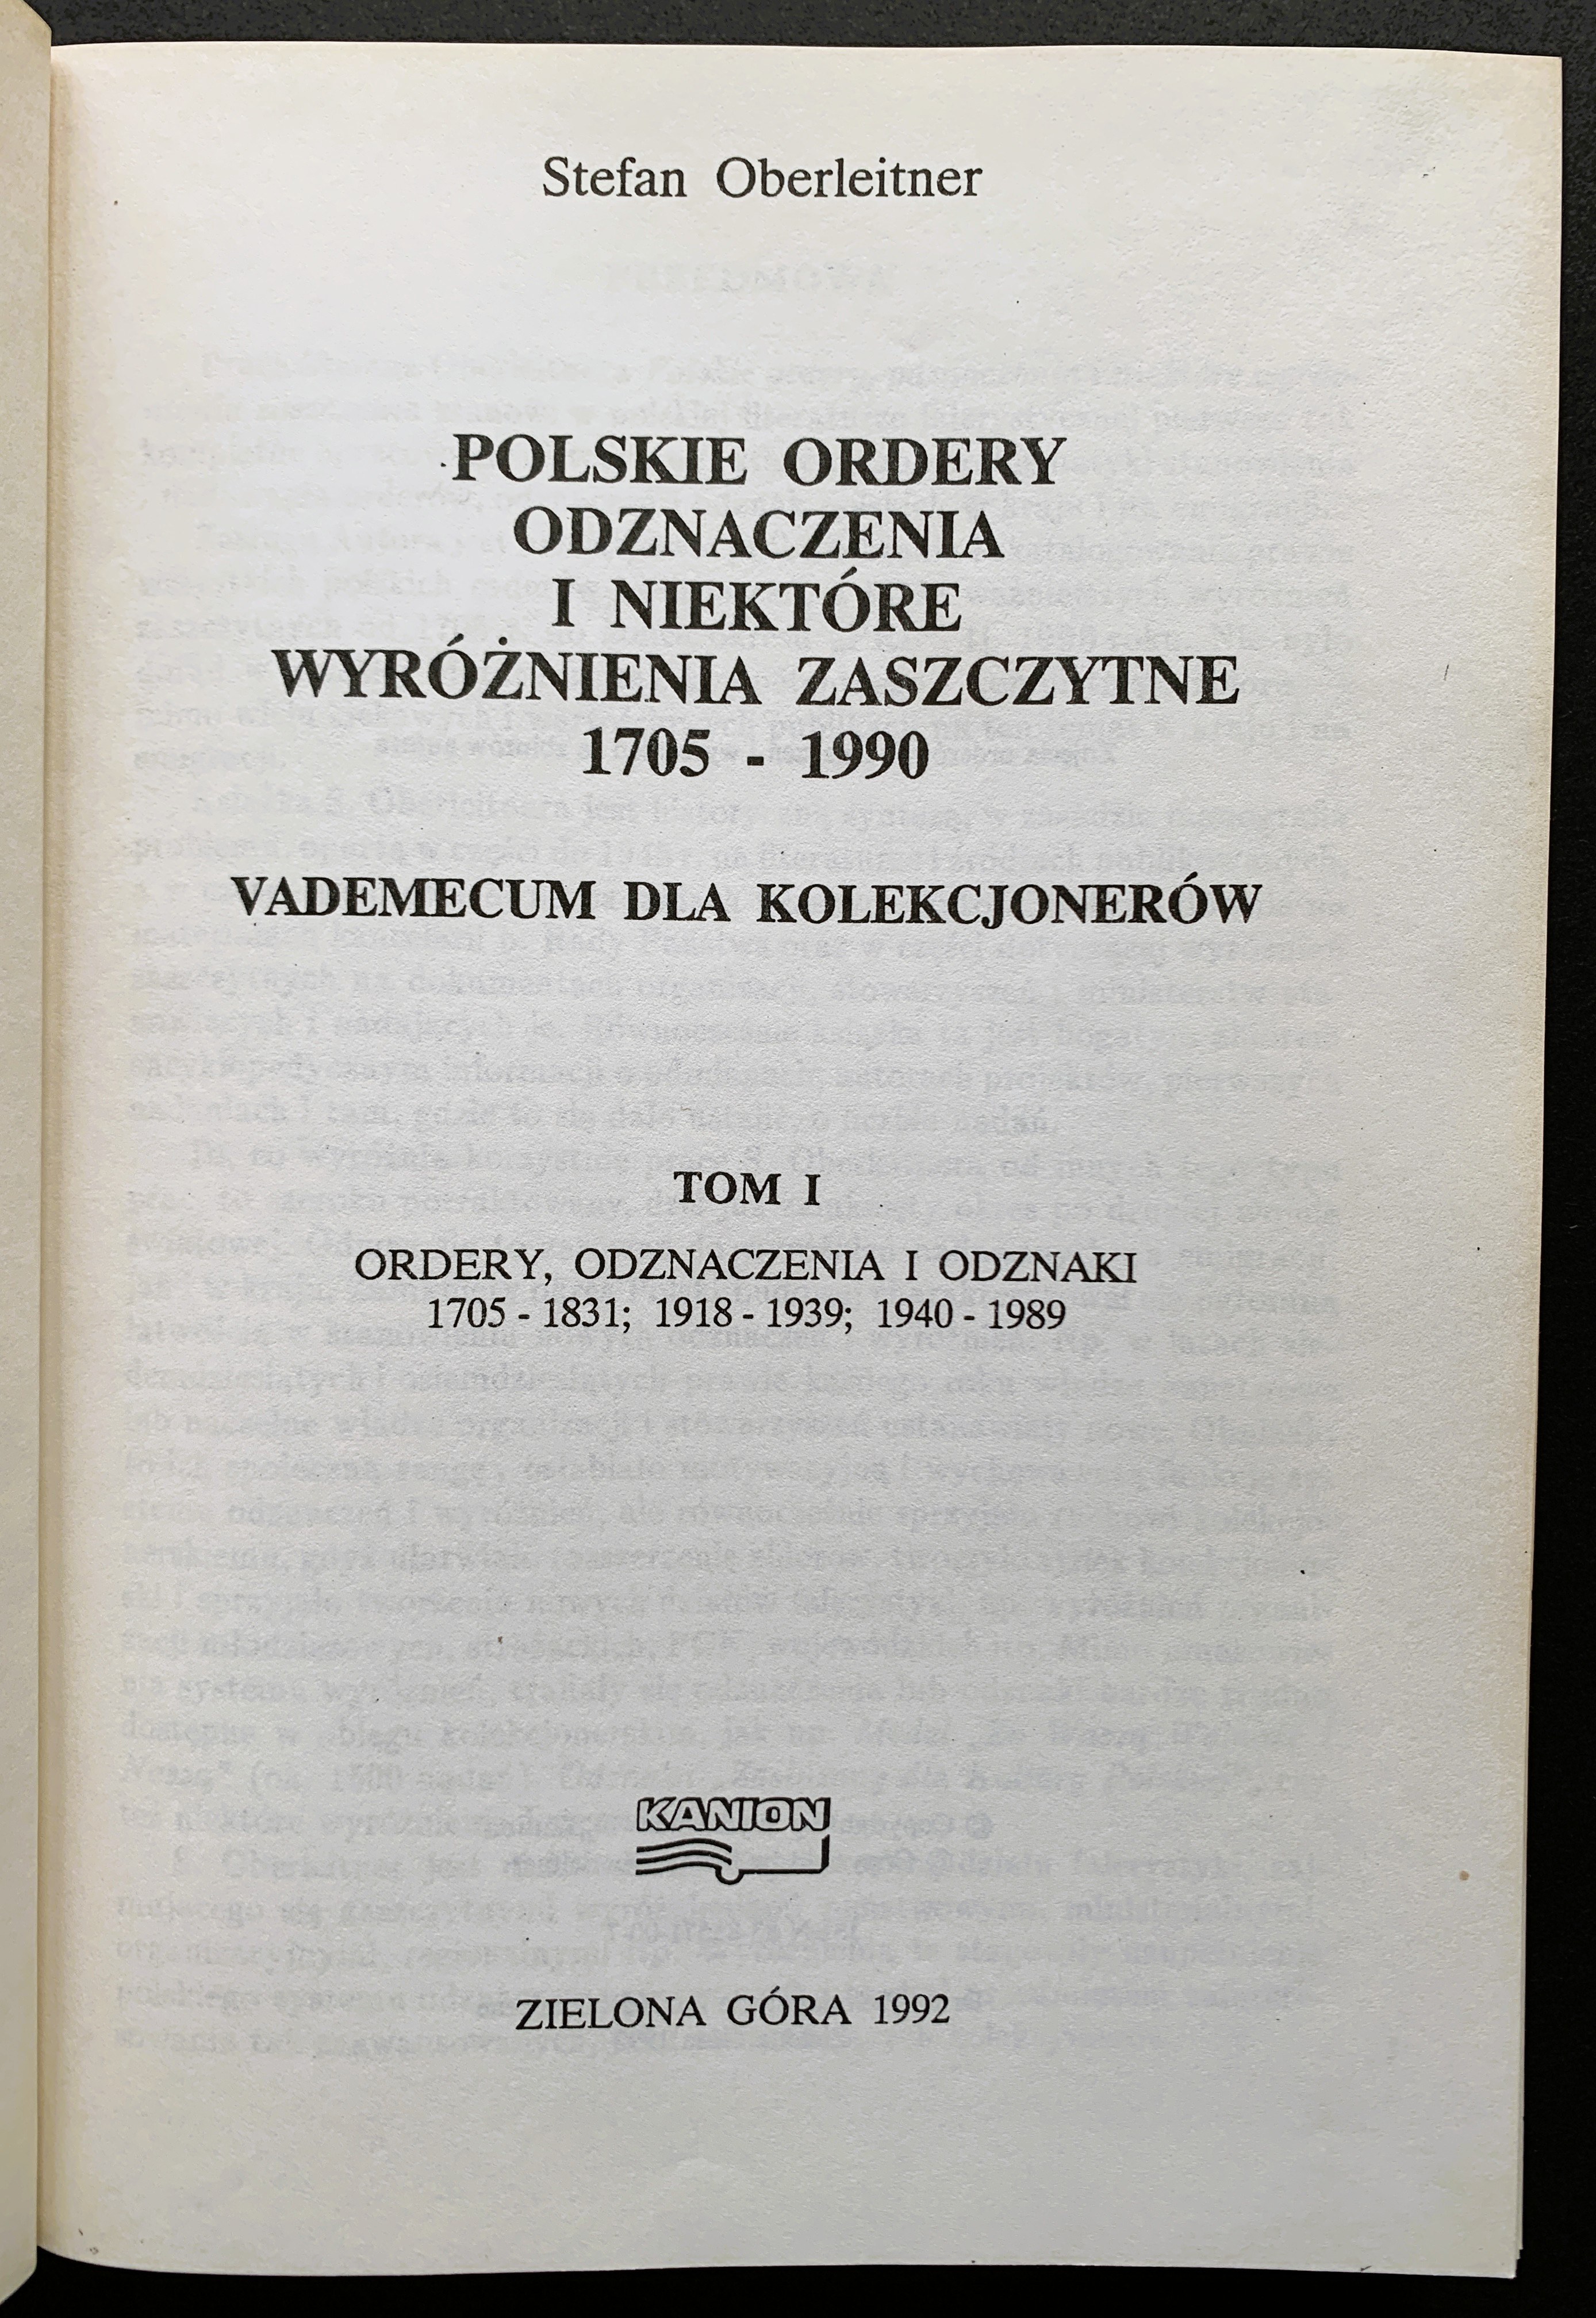 Stefan Oberleitner
POLSKIE ORDERY
ODZNACZENIA
I NIEKTÓRE
WYRÓŻNIENIA ZASZCZYTNE
1705 - 1990
VADEMECUM DLA KOLEKCJONERÓW
TOM I
ORDERY, ODZNACZENIA I ODZNAKI
1705 - 1831; 1918 - 1939; 1940 - 1989
KANION
ZIELONA GÓRA 1992